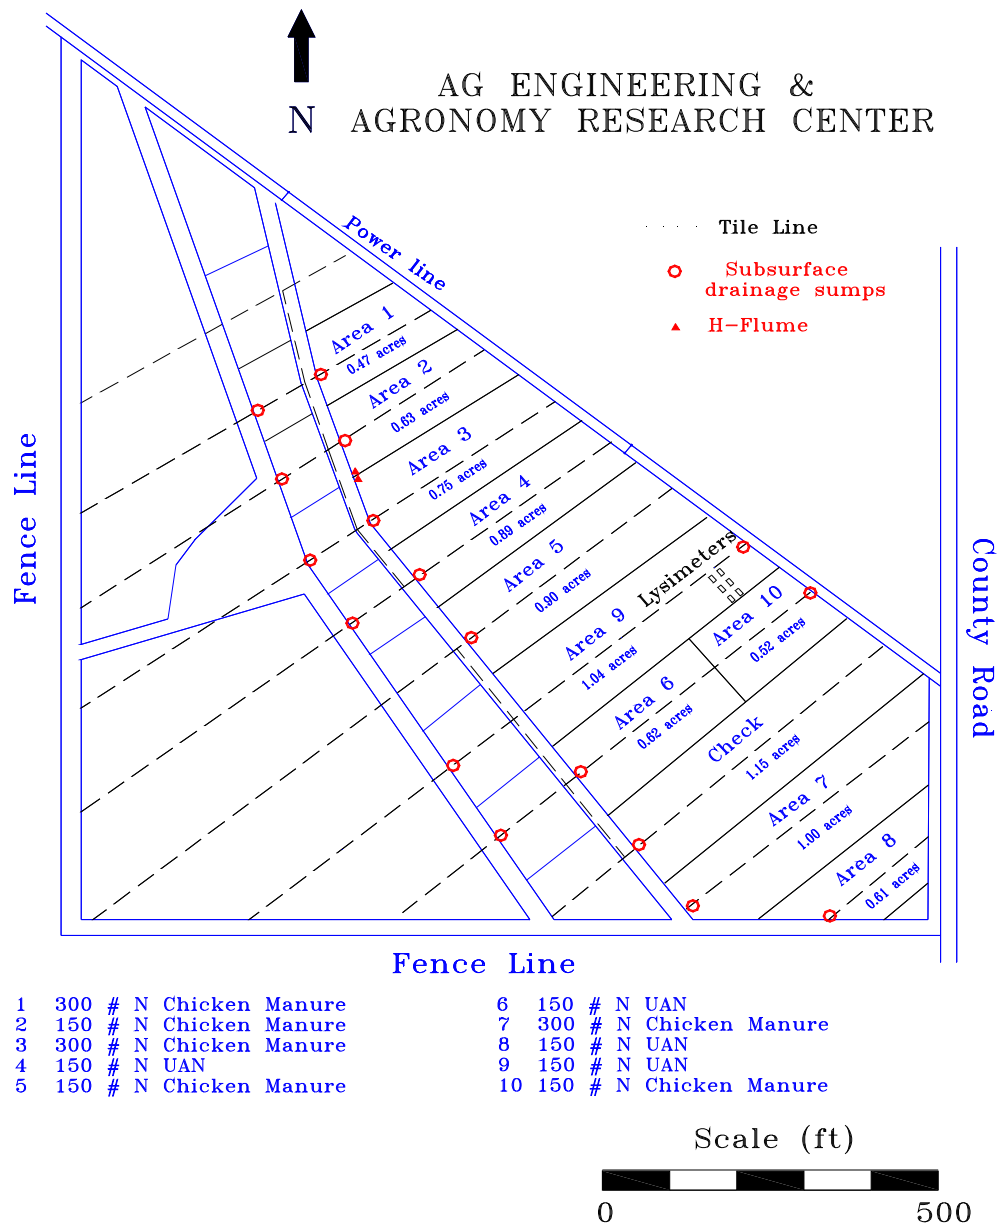 AG ENGINEERING &
AGRONOMY RESEARCH CENTER
N
Power line
Tile Line
Subsurface
drainage sumps
H-Flume
Area 1
0.47 acres
Area 2
0.63 acres
Area 3
0.75 acres
Area 4
0.89 acres
Area 5
0.90 acres
Lysimeters
Area 9
1.04 acres
Area 10
0.52 acres
Area 6
0.62 acres
Check
1.15 acres
Area 7
1.00 acres
Area 8
0.61 acres
Fence Line
County Road
Fence Line
1 300 # N Chicken Manure
2 150 # N Chicken Manure
3 300 # N Chicken Manure
4 150 # N UAN
5 150 # N Chicken Manure
6 150 # N UAN
7 300 # N Chicken Manure
8 150 # N UAN
9 150 # N UAN
10 150 # N Chicken Manure
Scale (ft)
0 500